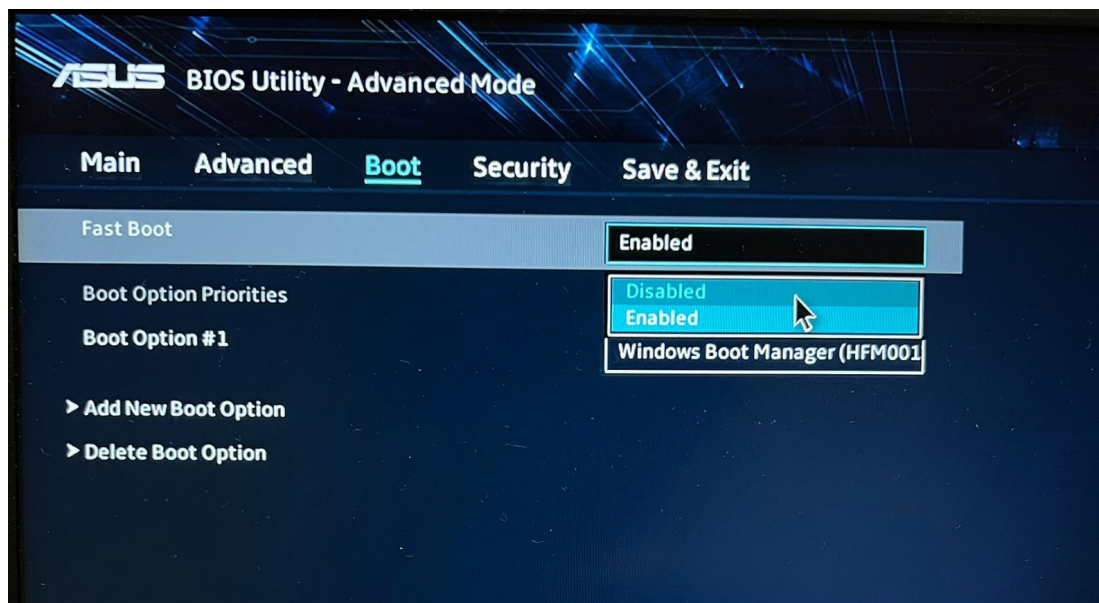 ASUS BIOS Utility - Advanced Mode
Main Advanced Boot Security Save & Exit
Fast Boot Enabled
Boot Option Priorities Disabled
Enabled
Boot Option #1 Windows Boot Manager (HFM001
> Add New Boot Option
> Delete Boot Option